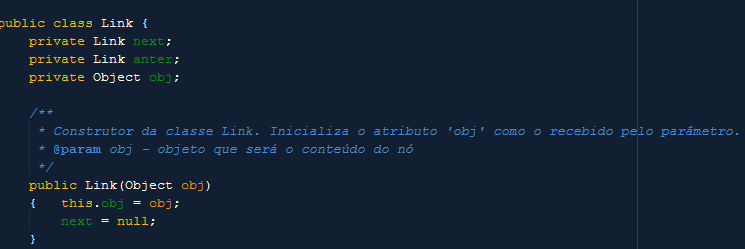 public class Link {
private Link next;
private Link anter;
private Object obj;
/**
* Construtor da classe Link. Inicializa o atributo 'obj' como o recebido pelo parâmetro.
* @param obj - objeto que será o conteúdo do nó
*/
public Link(Object obj)
{ this.obj = obj;
next = null;
}